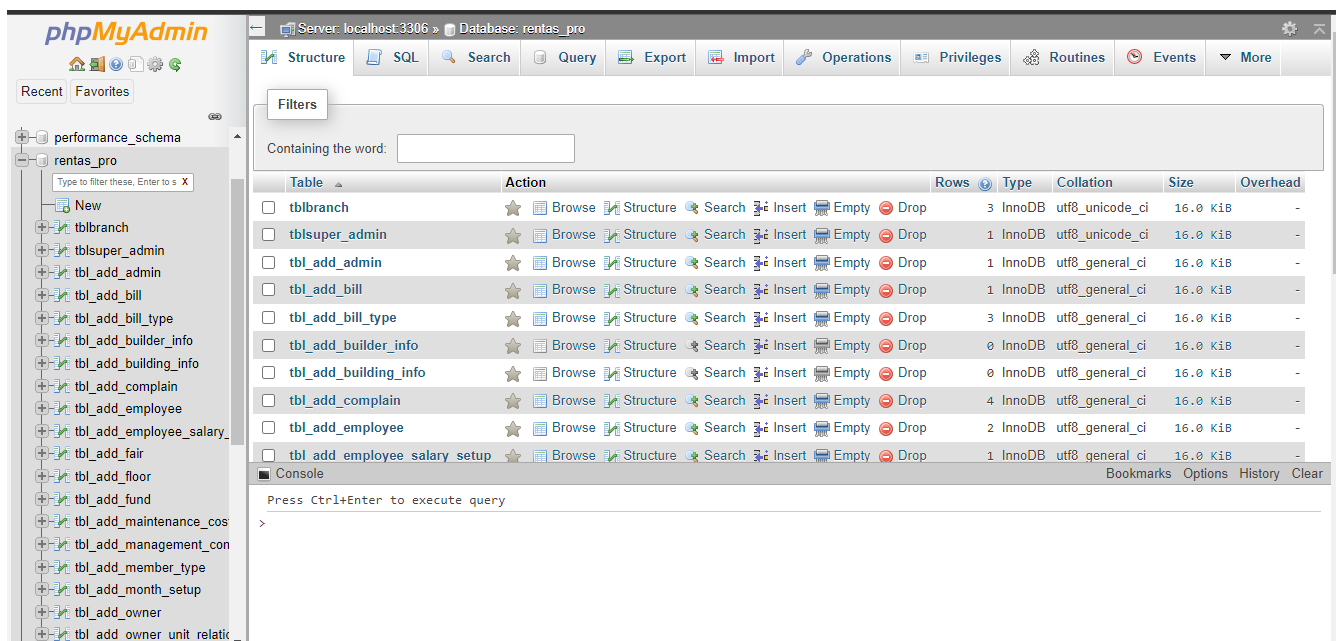 phpMyAdmin
Recent Favorites
performance_schema
rentas_pro
Type to filter these, Enter to s X
New
tblbranch
tblsuper_admin
tbl_add_admin
tbl_add_bill
tbl_add_bill_type
tbl_add_builder_info
tbl_add_building_info
tbl_add_complain
tbl_add_employee
tbl_add_employee_salary_
tbl_add_fair
tbl_add_floor
tbl_add_fund
tbl_add_maintenance_cos
tbl_add_management_com
tbl_add_member_type
tbl_add_month_setup
tbl_add_owner
tbl_add_owner_unit_relatio
Server: localhost:3306 » Database: rentas_pro
Structure SQL Search Query Export Import Operations Privileges Routines Events More
Filters
Containing the word:
Table Action Rows Type Collation Size Overhead
tblbranch Browse Structure Search Insert Empty Drop 3 InnoDB utf8_unicode_ci 16.0 KiB -
tblsuper_admin Browse Structure Search Insert Empty Drop 1 InnoDB utf8_unicode_ci 16.0 KiB -
tbl_add_admin Browse Structure Search Insert Empty Drop 1 InnoDB utf8_general_ci 16.0 KiB -
tbl_add_bill Browse Structure Search Insert Empty Drop 1 InnoDB utf8_general_ci 16.0 KiB -
tbl_add_bill_type Browse Structure Search Insert Empty Drop 3 InnoDB utf8_general_ci 16.0 KiB -
tbl_add_builder_info Browse Structure Search Insert Empty Drop 0 InnoDB utf8_general_ci 16.0 KiB -
tbl_add_building_info Browse Structure Search Insert Empty Drop 0 InnoDB utf8_general_ci 16.0 KiB -
tbl_add_complain Browse Structure Search Insert Empty Drop 4 InnoDB utf8_general_ci 16.0 KiB -
tbl_add_employee Browse Structure Search Insert Empty Drop 2 InnoDB utf8_general_ci 16.0 KiB -
tbl_add_employee_salary_setup Browse Structure Search Insert Empty Drop 1 InnoDB utf8_general_ci 16.0 KiB -
Console Bookmarks Options History Clear
Press Ctrl+Enter to execute query
>